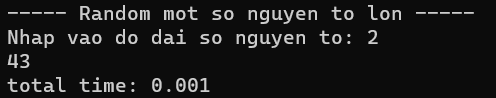 ----- Random mot so nguyen to lon -----
Nhap vao do dai so nguyen to: 2
43
total time: 0.001